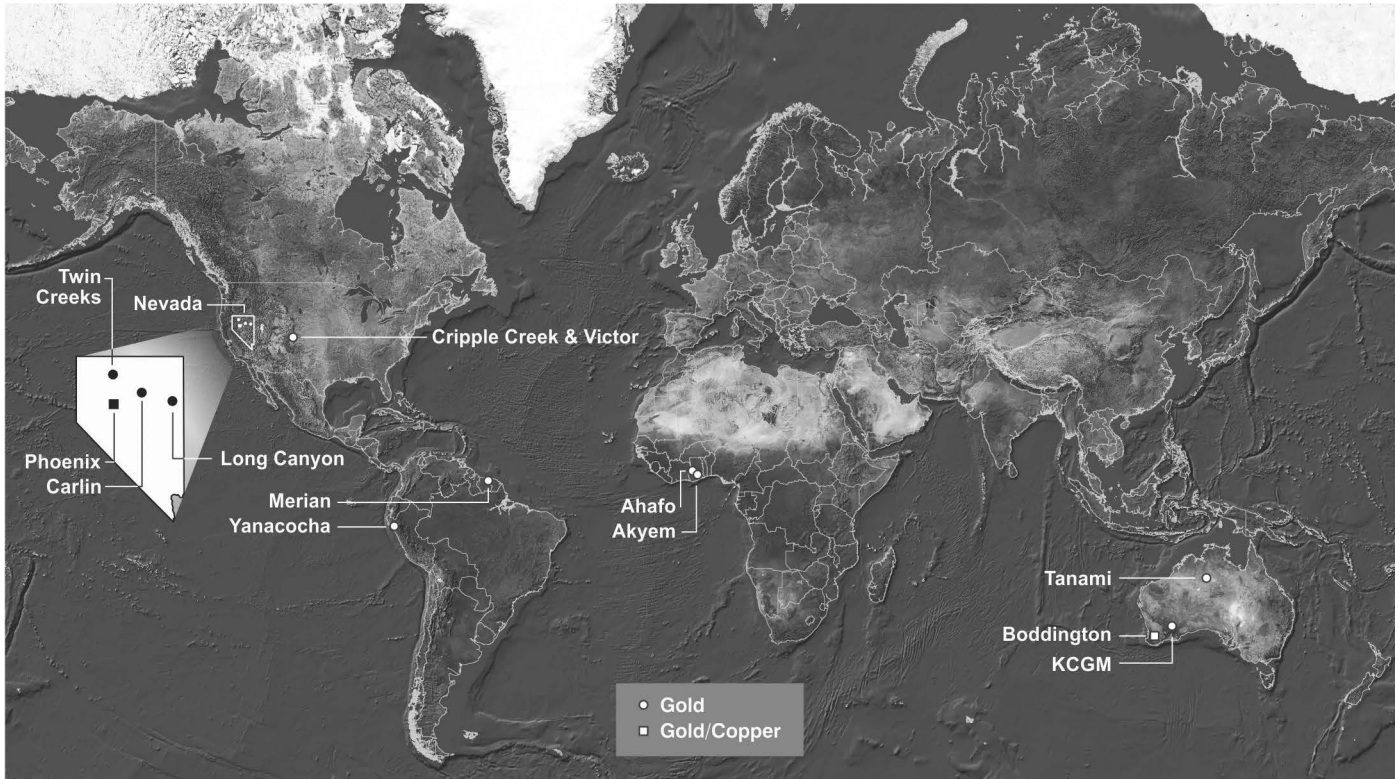 Twin
Creeks
Nevada
Cripple Creek & Victor
Phoenix
Carlin
Long Canyon
Merian
Yanacocha
Ahafo
Akyem
Tanami
Boddington
KCGM
Gold
Gold/Copper